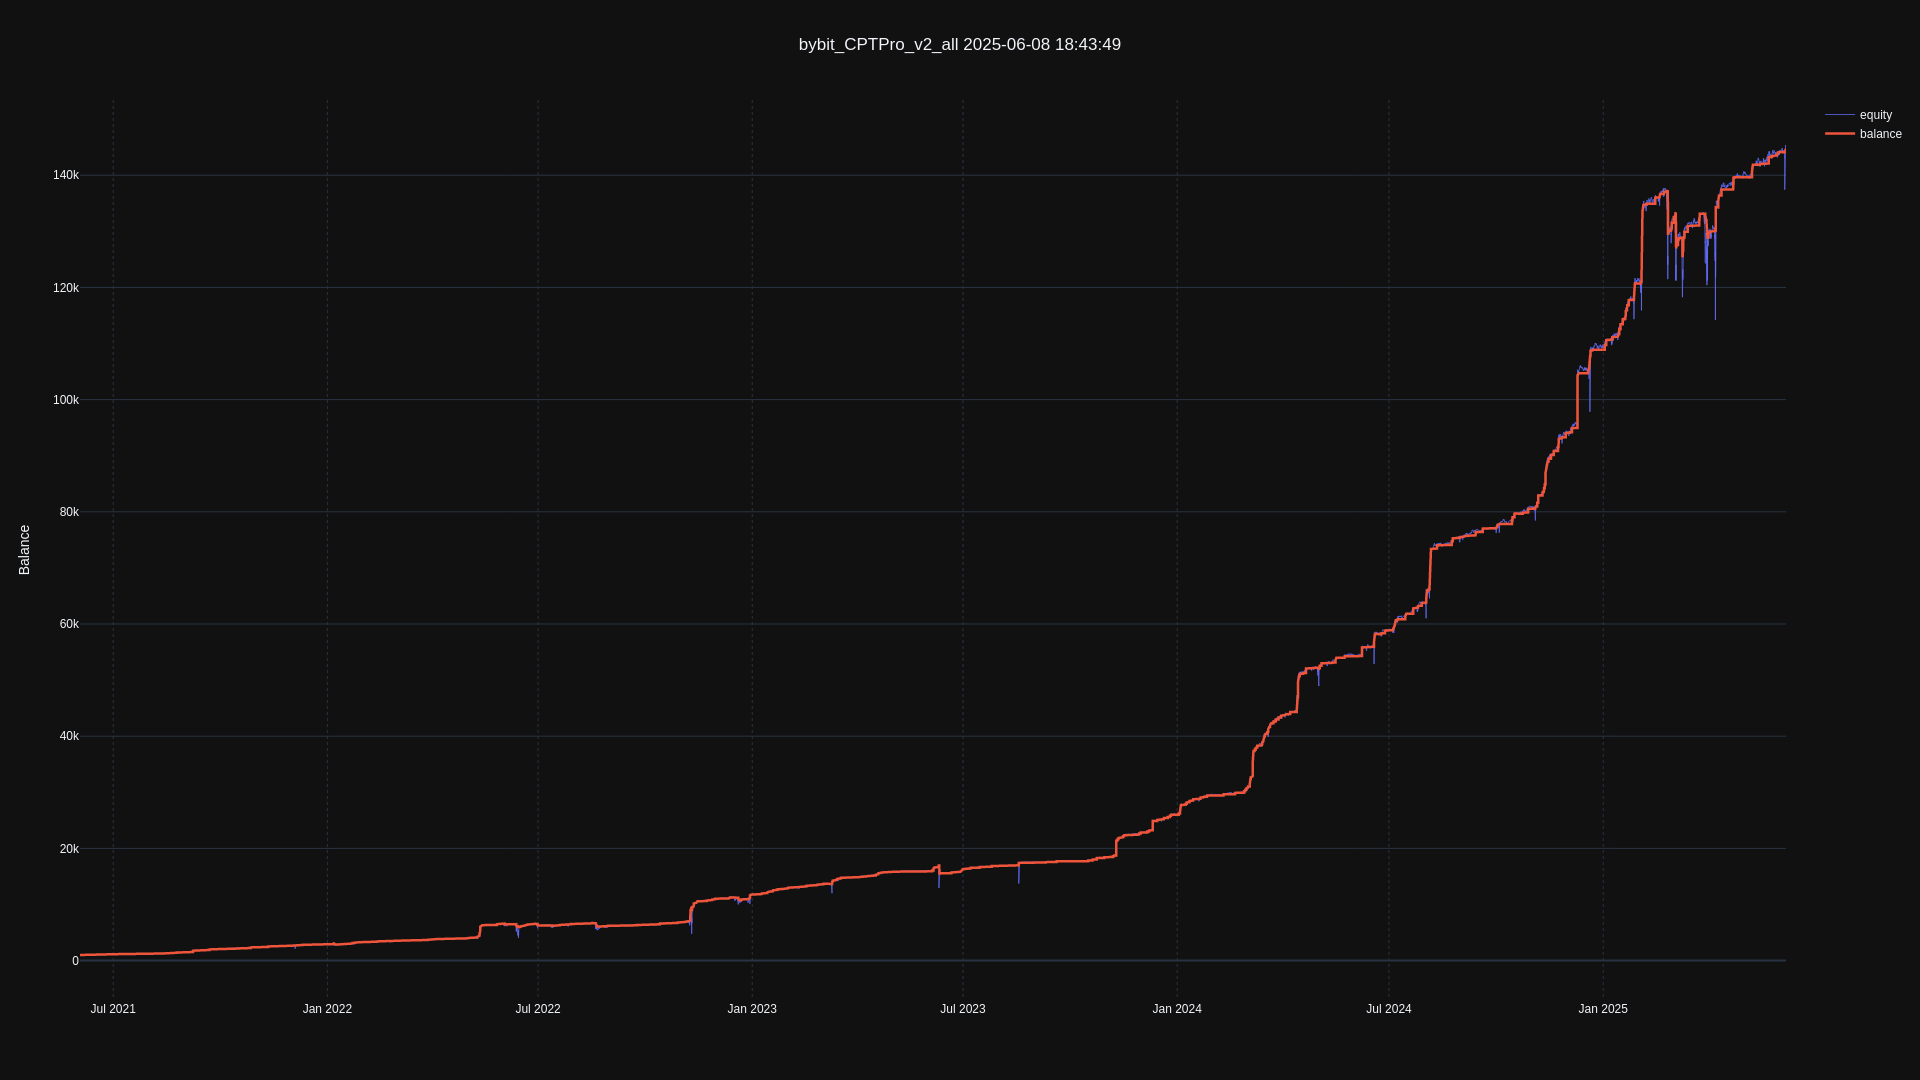 bybit_CPTPro_v2_all 2025-06-08 18:43:49
equity
balance
Balance
140k
120k
100k
80k
60k
40k
20k
0
Jul 2021
Jan 2022
Jul 2022
Jan 2023
Jul 2023
Jan 2024
Jul 2024
Jan 2025